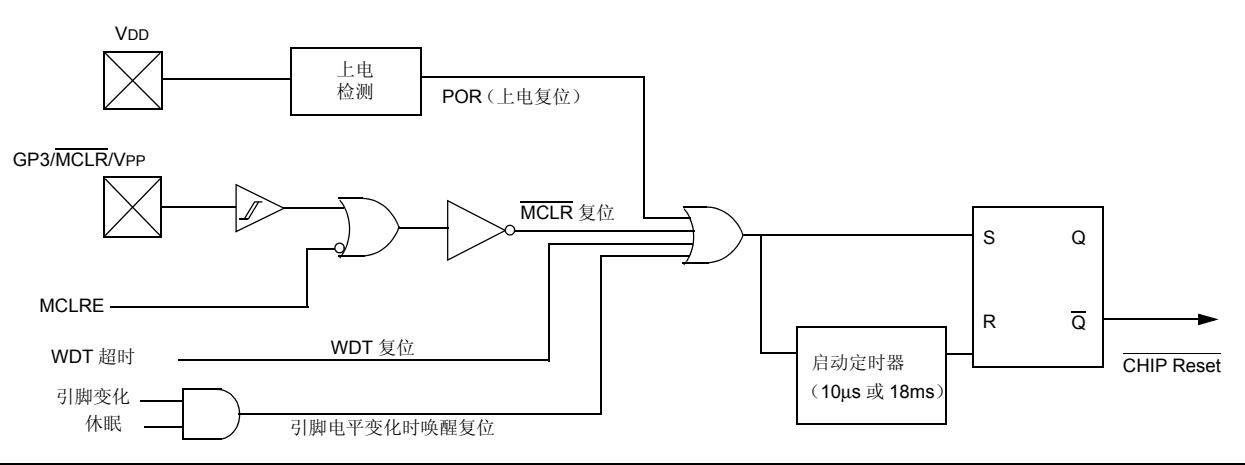 VDD
上电
检测
POR（上电复位）
GP3/MCLR/VPP
MCLR 复位
S Q
R Q
MCLRE
WDT 超时
WDT 复位
启动定时器
（10μs 或 18ms）
CHIP Reset
引脚变化
休眠
引脚电平变化时唤醒复位